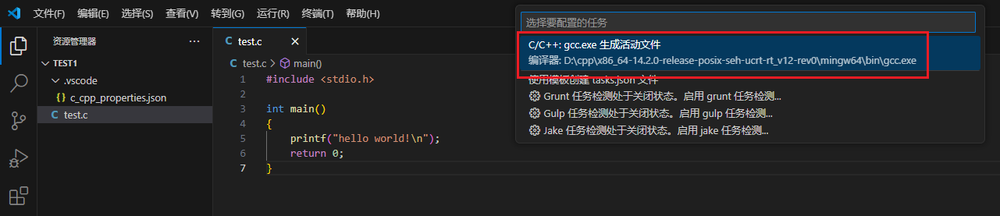 文件(F) 编辑(E) 选择(S) 查看(V) 转到(G) 运行(R) 终端(T) 帮助(H)
资源管理器 ···
TEST1
.vscode
{} c_cpp_properties.json
C test.c
C test.c ×
C test.c > main()
1 #include <stdio.h>
2
3 int main()
4 {
5 printf("hello world!\n");
6 return 0;
7 }
选择要配置的任务
C/C++: gcc.exe 生成活动文件
编译器: D:\cpp\x86_64-14.2.0-release-posix-seh-ucrt-rt_v12-rev0\mingw64\bin\gcc.exe
使用模板创建 tasks.json 文件
Grunt 任务检测处于关闭状态。启用 grunt 任务检测...
Gulp 任务检测处于关闭状态。启用 gulp 任务检测...
Jake 任务检测处于关闭状态。启用 jake 任务检测...